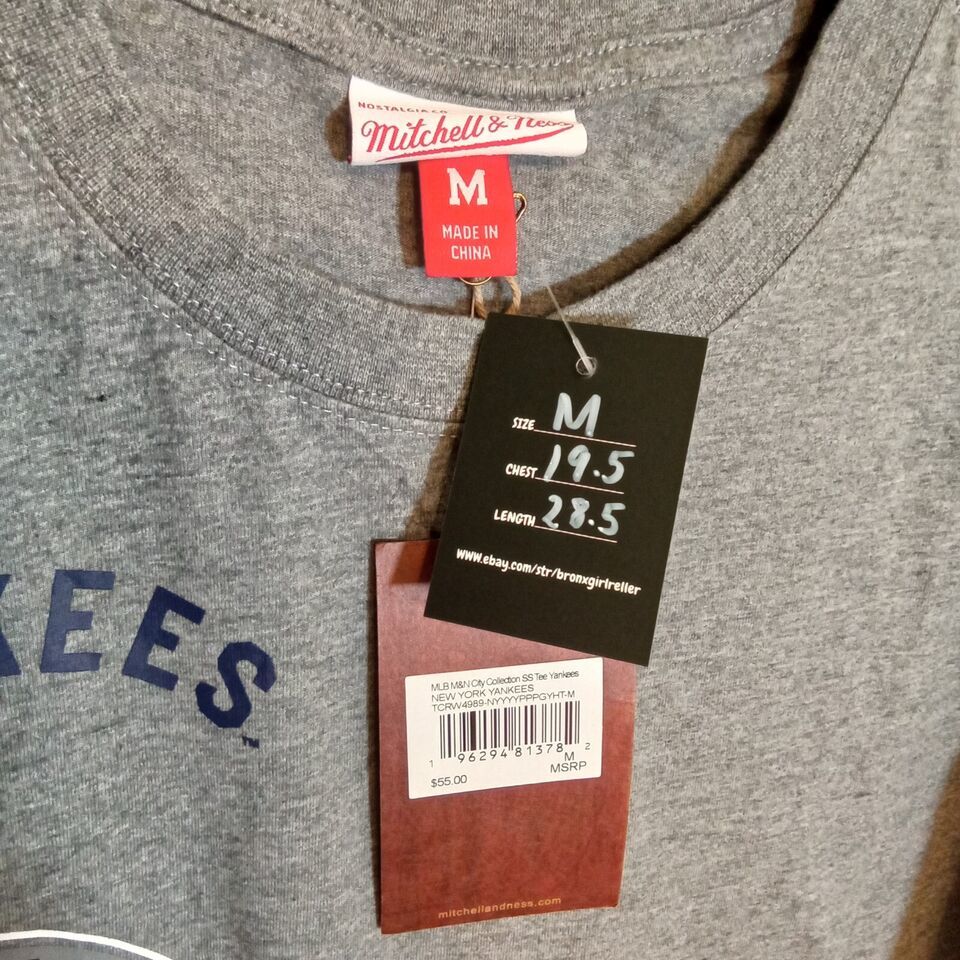 NOSTALGIA CO.
Mitchell & Ness
M
MADE IN
CHINA
SIZE M
CHEST 19.5
LENGTH 28.5
www.ebay.com/str/bronxgirlreller
KEES
™
MLB M&N City Collection SS Tee Yankees
NEW YORK YANKEES
TCRW4989-NYYYYPPPGYHT-M
1 96294 81378 2
M
$55.00 MSRP
mitchellandness.com